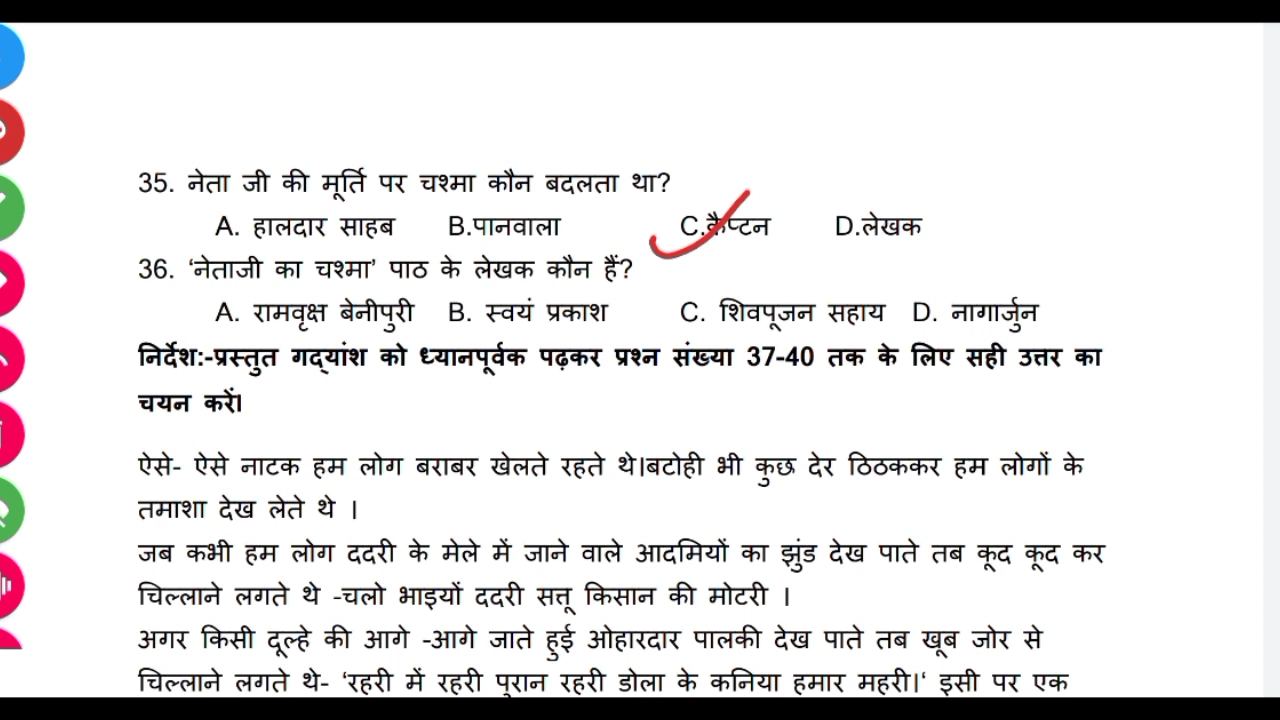 35. नेता जी की मूर्ति पर चश्मा कौन बदलता था?
A. हालदार साहब B.पानवाला C.कैप्टन D.लेखक
36. ‘नेताजी का चश्मा’ पाठ के लेखक कौन हैं?
A. रामवृक्ष बेनीपुरी B. स्वयं प्रकाश C. शिवपूजन सहाय D. नागार्जुन
निर्देश:-प्रस्तुत गद्यांश को ध्यानपूर्वक पढ़कर प्रश्न संख्या 37-40 तक के लिए सही उत्तर का
चयन करें।
ऐसे- ऐसे नाटक हम लोग बराबर खेलते रहते थे।बटोही भी कुछ देर ठिठककर हम लोगों के
तमाशा देख लेते थे ।
जब कभी हम लोग ददरी के मेले में जाने वाले आदमियों का झुंड देख पाते तब कूद कूद कर
चिल्लाने लगते थे -चलो भाइयों ददरी सत्तू किसान की मोटरी ।
अगर किसी दूल्हे की आगे -आगे जाते हुई ओहारदार पालकी देख पाते तब खूब जोर से
चिल्लाने लगते थे- ‘रहरी में रहरी पुरान रहरी डोला के कनिया हमार महरी।‘ इसी पर एक